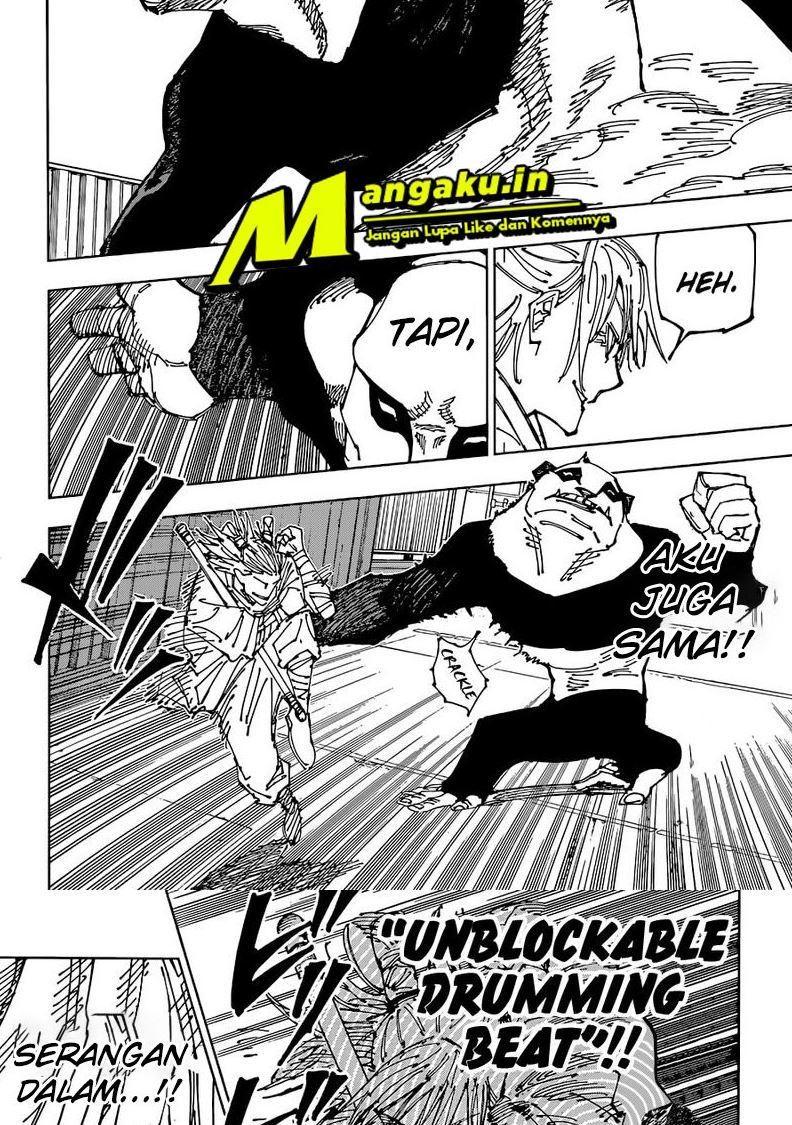 Mangaku.in
Jangan Lupa Like dan Komennya
HEH.
TAPI,
AKU
JUGA
SAMA!!
CRACKLE
"UNBLOCKABLE
DRUMMING
BEAT"!!
SERANGAN
DALAM...!!